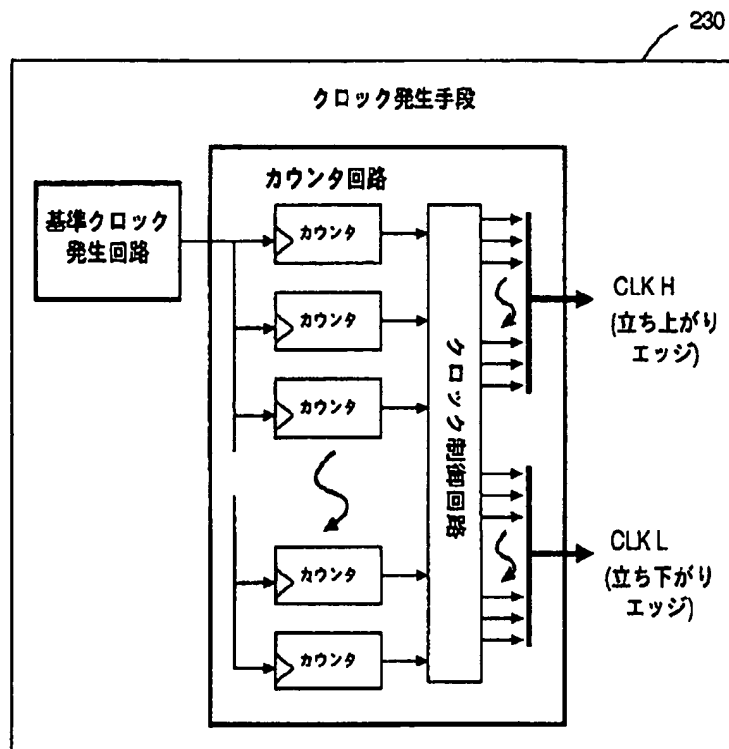 230
クロック発生手段
カウンタ回路
基準クロック
発生回路
カウンタ
カウンタ
カウンタ
カウンタ
カウンタ
クロック制御回路
CLK H
(立ち上がり
エッジ)
CLK L
(立ち下がり
エッジ)